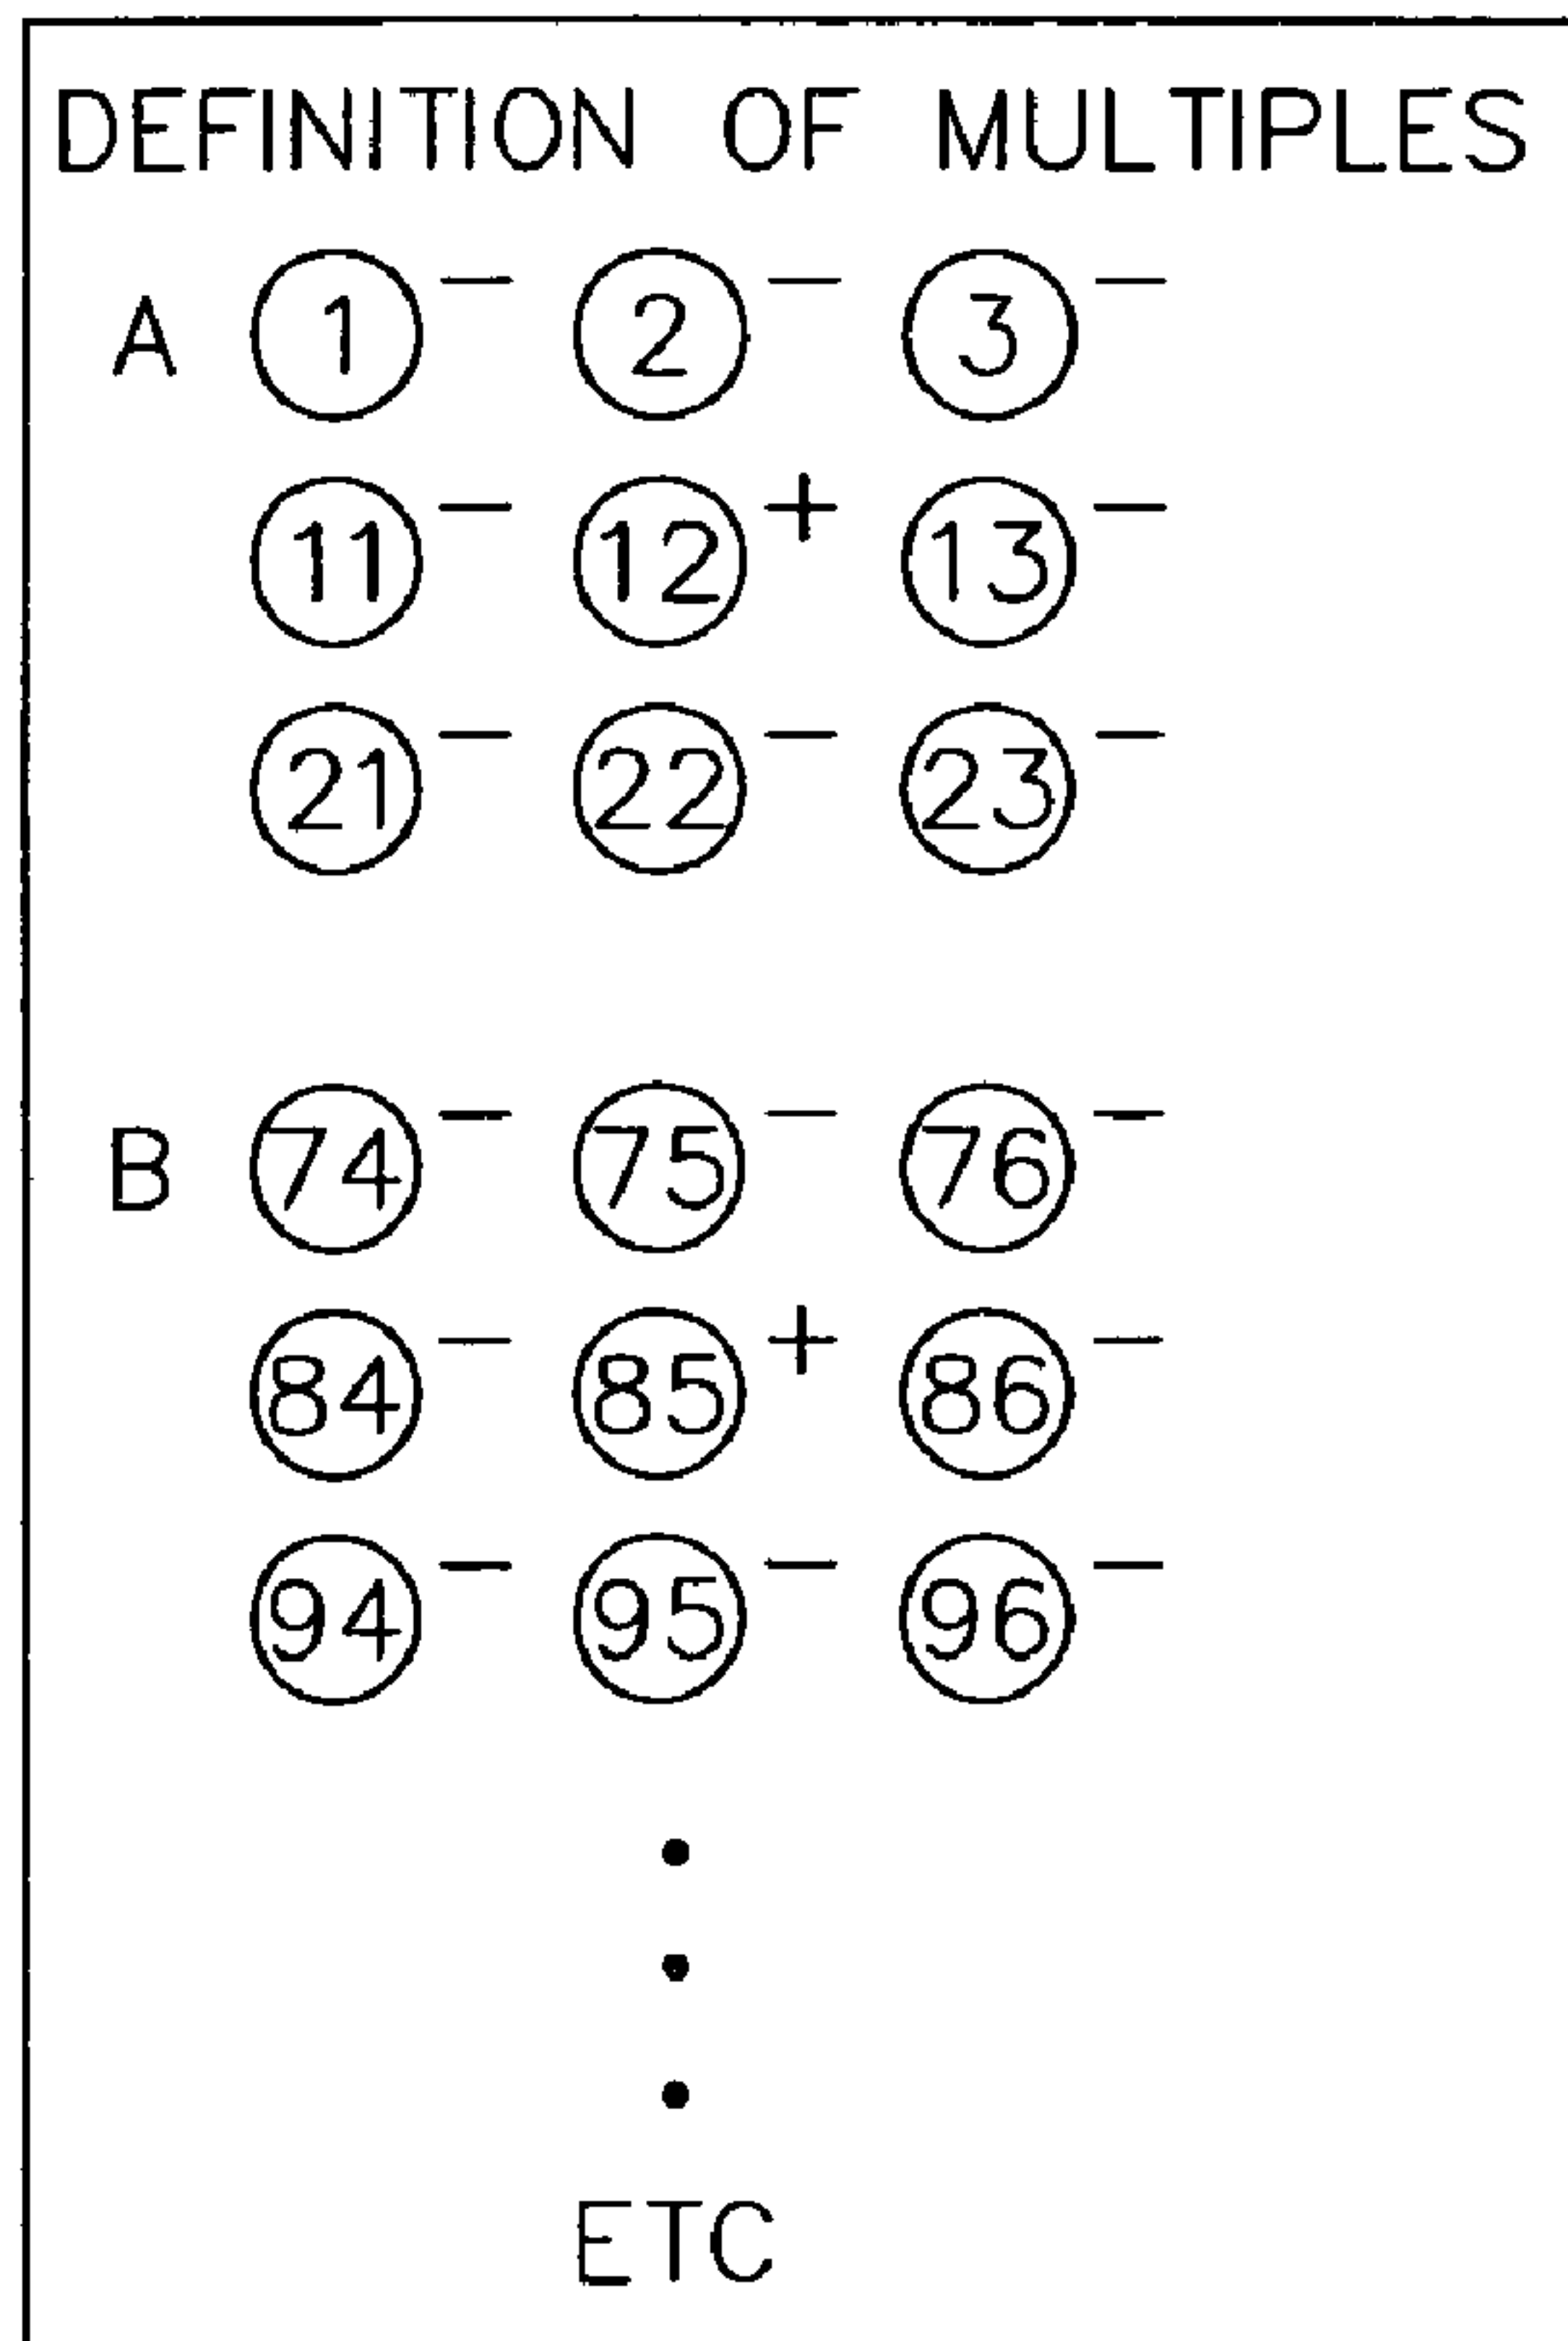 DEFINITION OF MULTIPLES
A 1 − 2 − 3 −
11 − 12 + 13 −
21 − 22 − 23 −
B 74 − 75 − 76 −
84 − 85 + 86 −
94 − 95 − 96 −
ETC